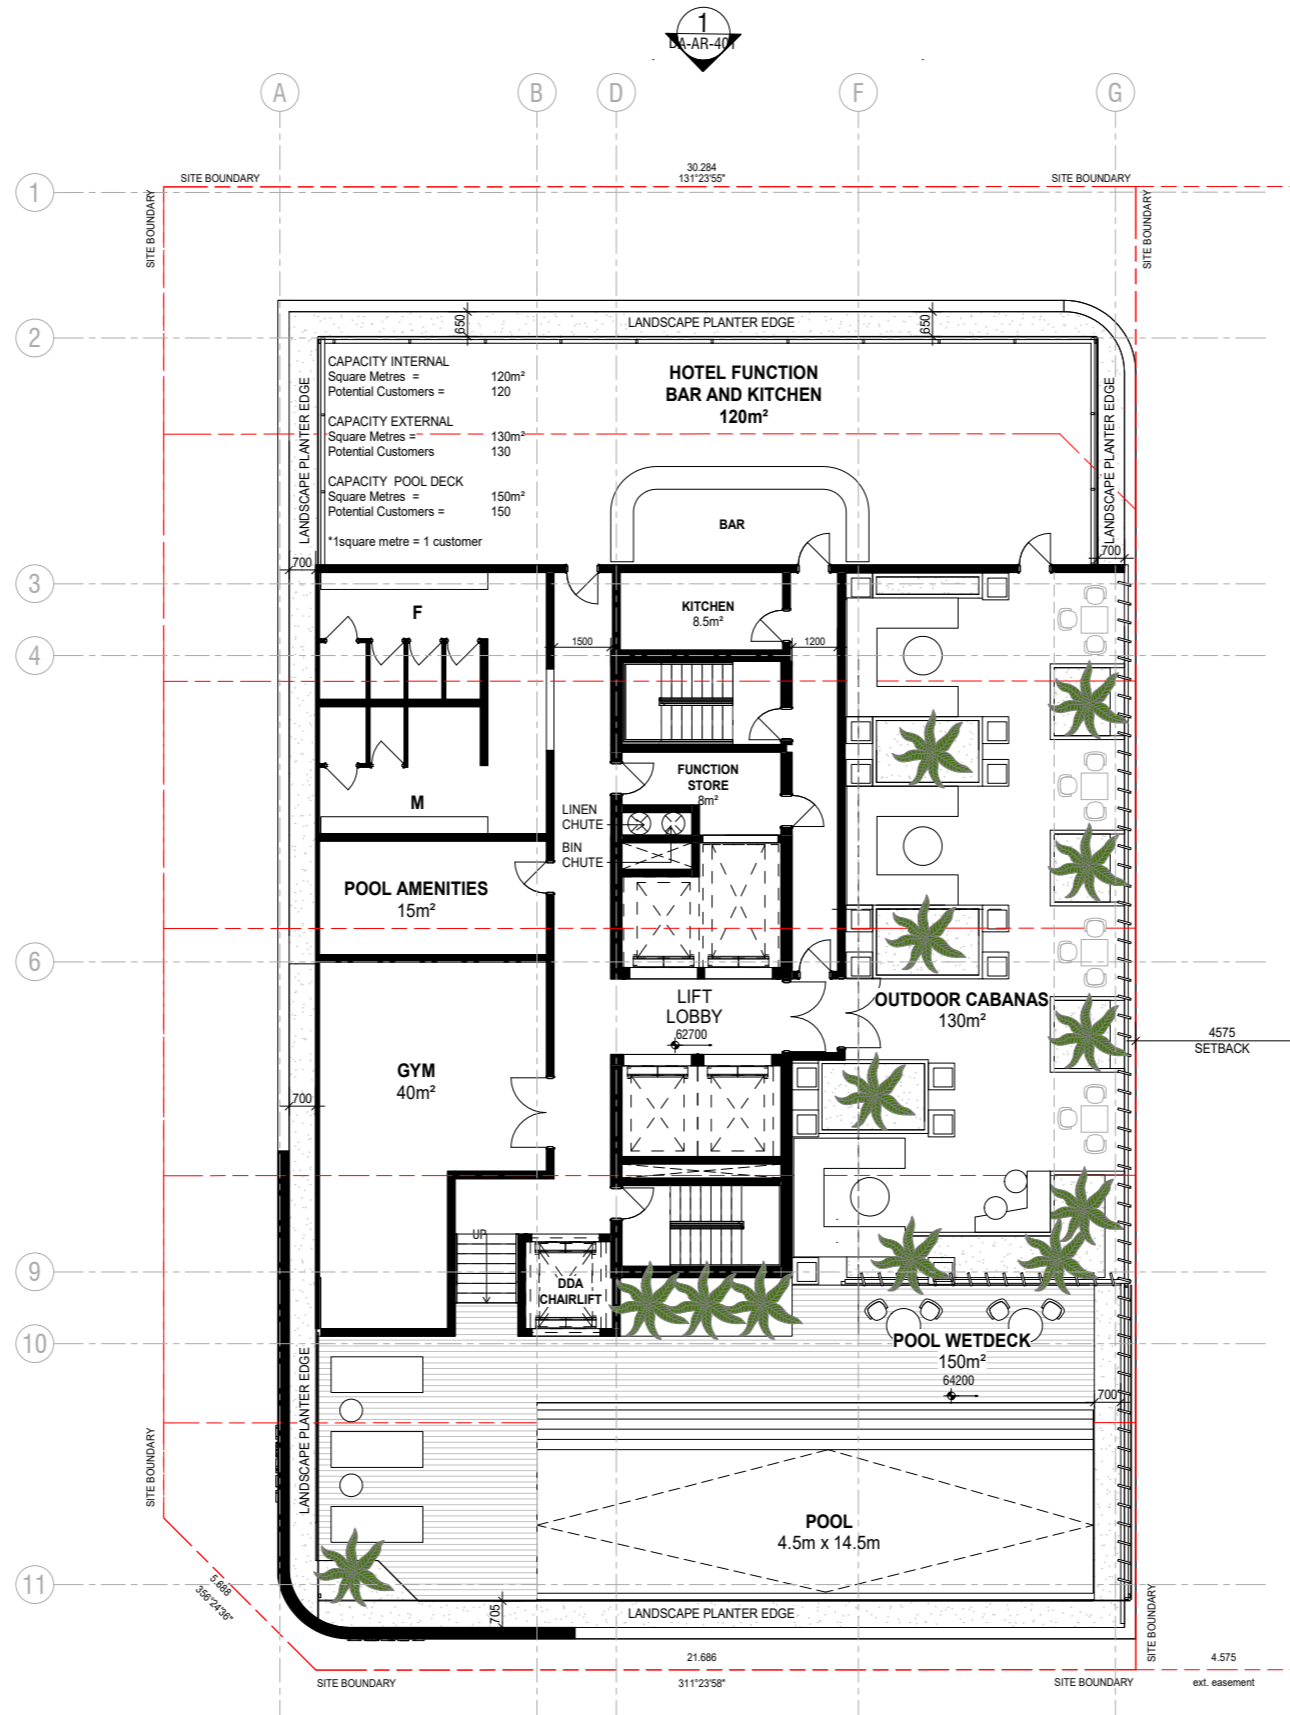 1
DA-AR-401
A
B
D
F
G
30.284
131°23'55"
SITE BOUNDARY
SITE BOUNDARY
1
SITE BOUNDARY
SITE BOUNDARY
2
650
LANDSCAPE PLANTER EDGE
650
CAPACITY INTERNAL
Square Metres = 120m²
Potential Customers = 120
CAPACITY EXTERNAL
Square Metres = 130m²
Potential Customers 130
CAPACITY POOL DECK
Square Metres = 150m²
Potential Customers = 150
*1square metre = 1 customer
HOTEL FUNCTION
BAR AND KITCHEN
120m²
LANDSCAPE PLANTER EDGE
LANDSCAPE PLANTER EDGE
BAR
700
700
3
F
KITCHEN
8.5m²
4
1500
1200
FUNCTION
STORE
8m²
M
LINEN
CHUTE
BIN
CHUTE
POOL AMENITIES
15m²
6
LIFT
LOBBY
62700
OUTDOOR CABANAS
130m²
4575
SETBACK
GYM
40m²
700
UP
9
DDA
CHAIRLIFT
10
POOL WETDECK
150m²
64200
700
LANDSCAPE PLANTER EDGE
SITE BOUNDARY
POOL
4.5m x 14.5m
11
5.688
356°24'36"
705
LANDSCAPE PLANTER EDGE
SITE BOUNDARY
21.686
4.575
SITE BOUNDARY
311°23'58"
SITE BOUNDARY
ext. easement